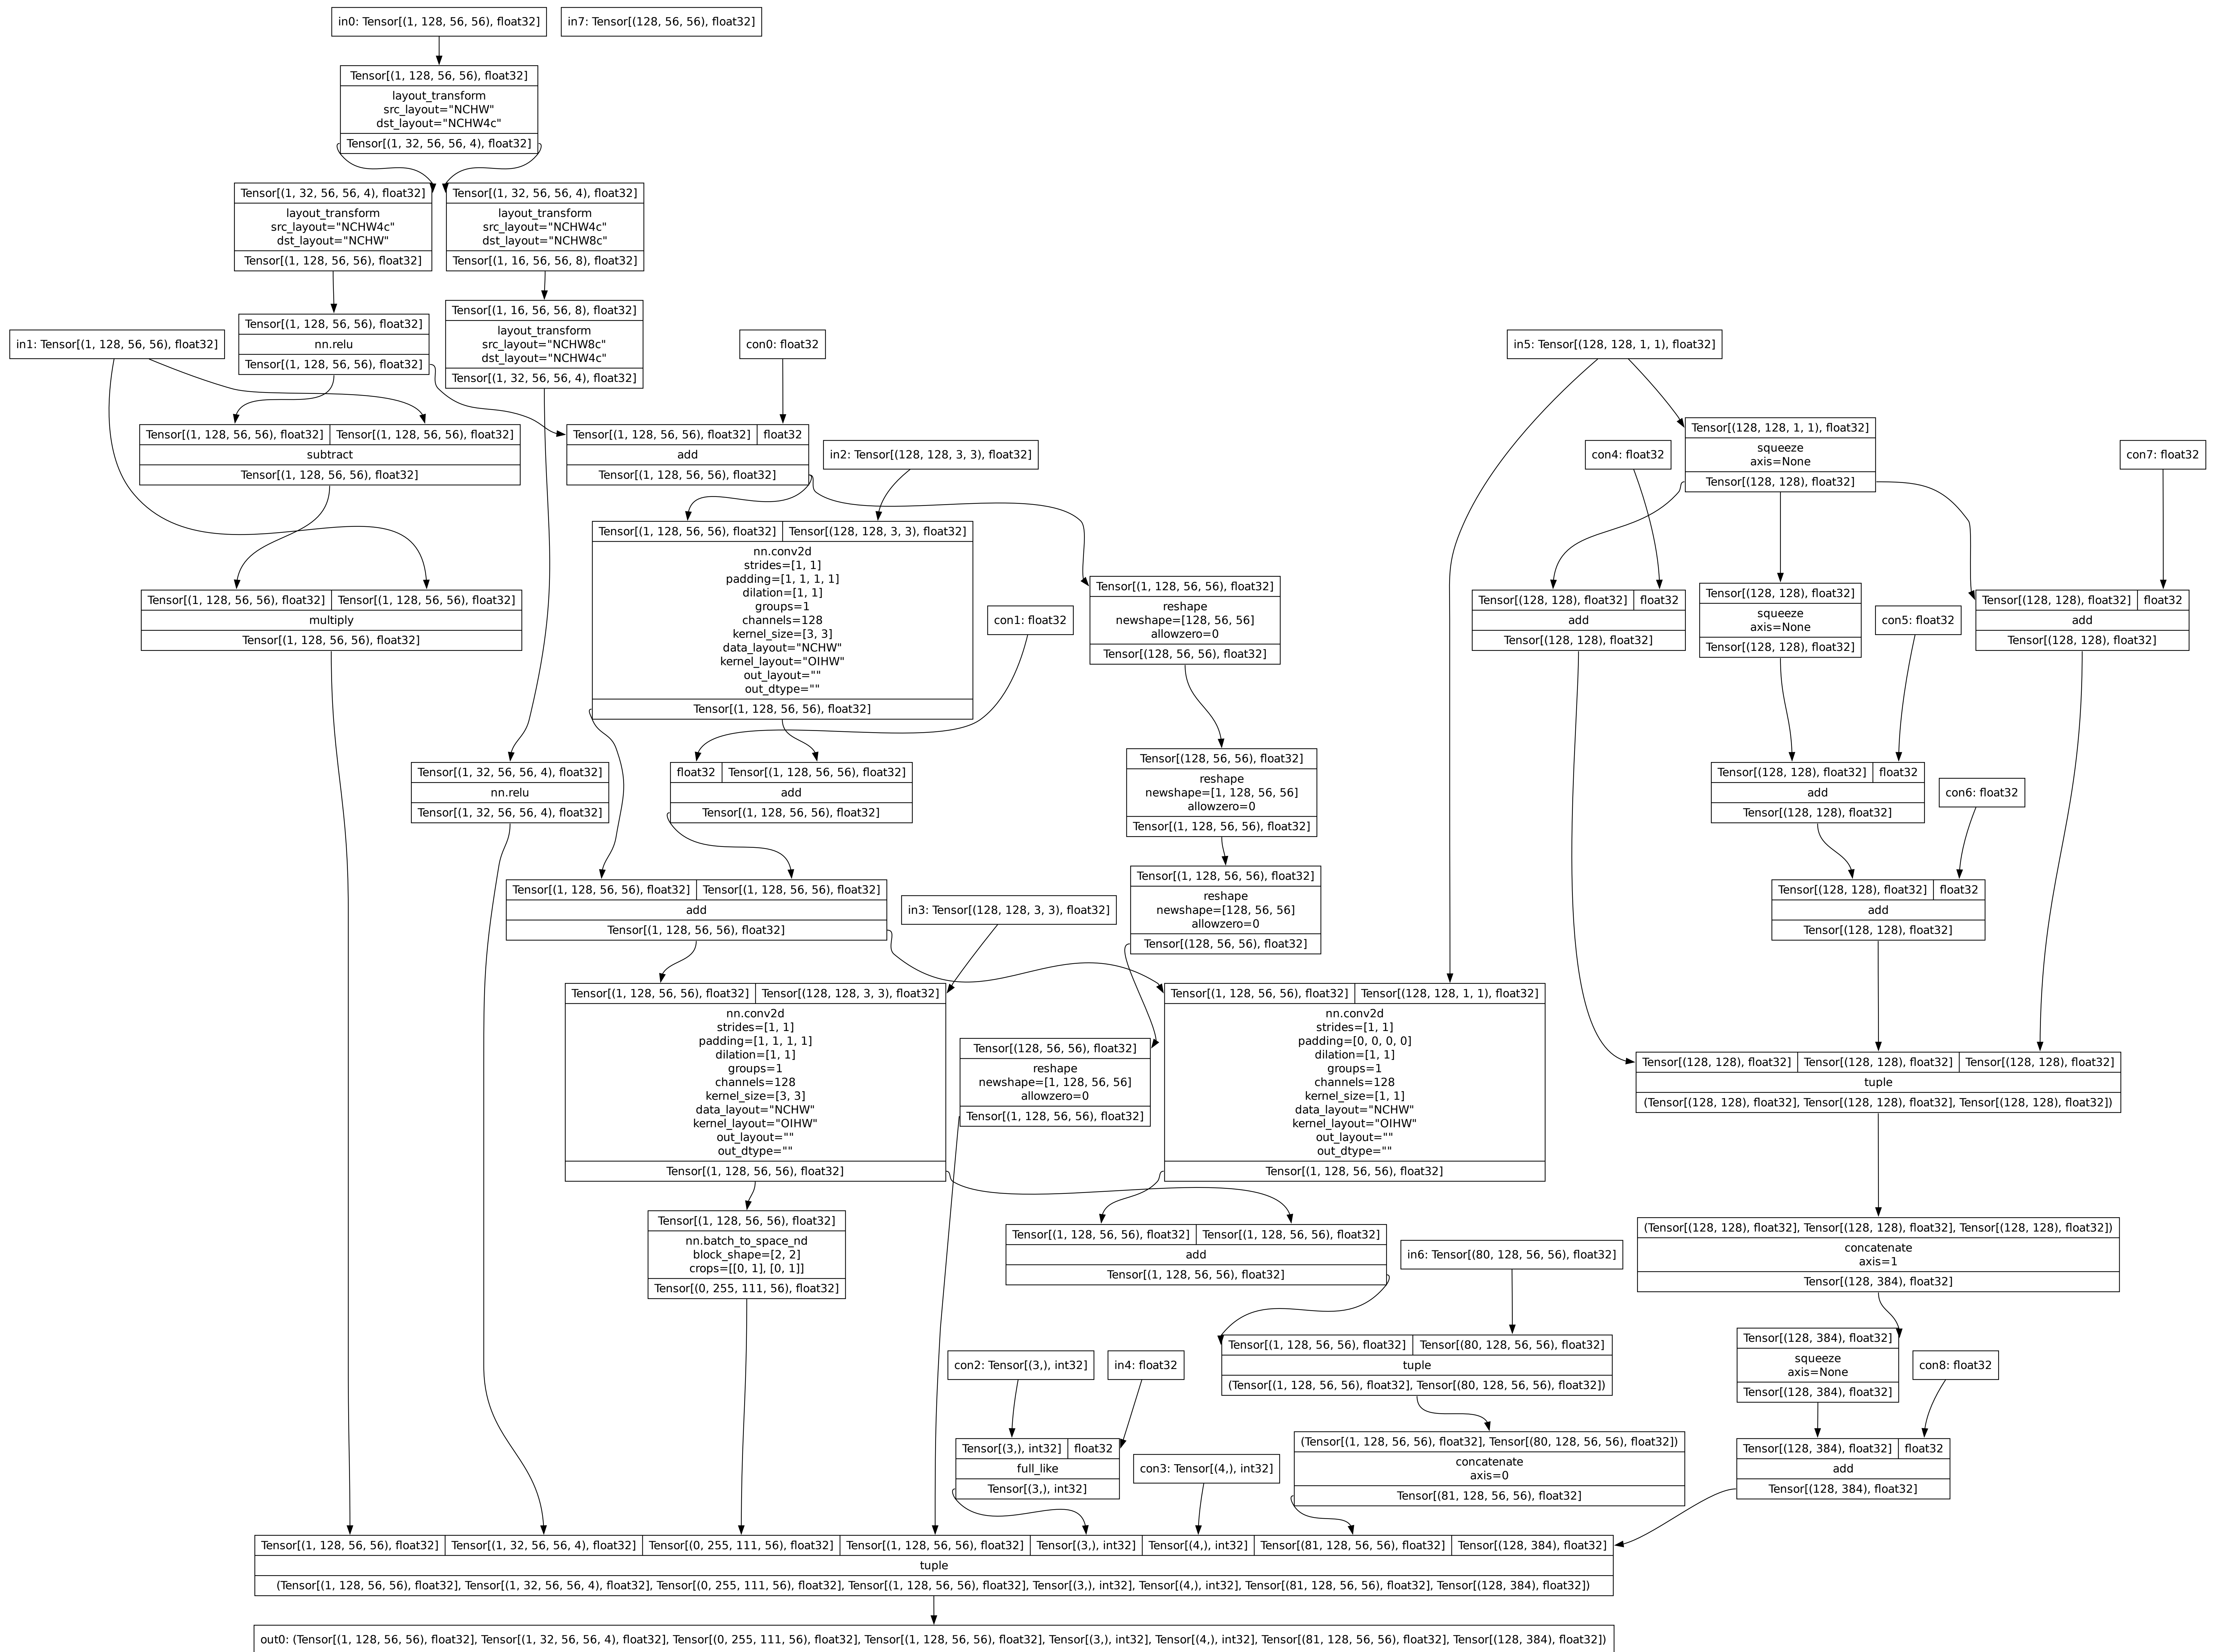 in0: Tensor[(1, 128, 56, 56), float32]
in7: Tensor[(128, 56, 56), float32]
Tensor[(1, 128, 56, 56), float32]
layout_transform
src_layout="NCHW"
dst_layout="NCHW4c"
Tensor[(1, 32, 56, 56, 4), float32]
Tensor[(1, 32, 56, 56, 4), float32]
layout_transform
src_layout="NCHW4c"
dst_layout="NCHW"
Tensor[(1, 128, 56, 56), float32]
Tensor[(1, 32, 56, 56, 4), float32]
layout_transform
src_layout="NCHW4c"
dst_layout="NCHW8c"
Tensor[(1, 16, 56, 56, 8), float32]
Tensor[(1, 16, 56, 56, 8), float32]
layout_transform
src_layout="NCHW8c"
dst_layout="NCHW4c"
Tensor[(1, 32, 56, 56, 4), float32]
in1: Tensor[(1, 128, 56, 56), float32]
Tensor[(1, 128, 56, 56), float32]
nn.relu
Tensor[(1, 128, 56, 56), float32]
con0: float32
in5: Tensor[(128, 128, 1, 1), float32]
Tensor[(1, 128, 56, 56), float32] Tensor[(1, 128, 56, 56), float32]
subtract
Tensor[(1, 128, 56, 56), float32]
Tensor[(1, 128, 56, 56), float32] float32
add
Tensor[(1, 128, 56, 56), float32]
in2: Tensor[(128, 128, 3, 3), float32]
con4: float32
Tensor[(128, 128, 1, 1), float32]
squeeze
axis=None
Tensor[(128, 128), float32]
con7: float32
Tensor[(1, 128, 56, 56), float32] Tensor[(1, 128, 56, 56), float32]
multiply
Tensor[(1, 128, 56, 56), float32]
Tensor[(1, 128, 56, 56), float32] Tensor[(128, 128, 3, 3), float32]
nn.conv2d
strides=[1, 1]
padding=[1, 1, 1, 1]
dilation=[1, 1]
groups=1
channels=128
kernel_size=[3, 3]
data_layout="NCHW"
kernel_layout="OIHW"
out_layout=""
out_dtype=""
Tensor[(1, 128, 56, 56), float32]
con1: float32
Tensor[(1, 128, 56, 56), float32]
reshape
newshape=[128, 56, 56]
allowzero=0
Tensor[(128, 56, 56), float32]
Tensor[(128, 128), float32] float32
add
Tensor[(128, 128), float32]
Tensor[(128, 128), float32]
squeeze
axis=None
Tensor[(128, 128), float32]
con5: float32
Tensor[(128, 128), float32] float32
add
Tensor[(128, 128), float32]
Tensor[(1, 32, 56, 56, 4), float32]
nn.relu
Tensor[(1, 32, 56, 56, 4), float32]
float32 Tensor[(1, 128, 56, 56), float32]
add
Tensor[(1, 128, 56, 56), float32]
Tensor[(128, 56, 56), float32]
reshape
newshape=[1, 128, 56, 56]
allowzero=0
Tensor[(1, 128, 56, 56), float32]
Tensor[(128, 128), float32] float32
add
Tensor[(128, 128), float32]
con6: float32
Tensor[(1, 128, 56, 56), float32] Tensor[(1, 128, 56, 56), float32]
add
Tensor[(1, 128, 56, 56), float32]
in3: Tensor[(128, 128, 3, 3), float32]
Tensor[(1, 128, 56, 56), float32]
reshape
newshape=[128, 56, 56]
allowzero=0
Tensor[(128, 56, 56), float32]
Tensor[(128, 128), float32] float32
add
Tensor[(128, 128), float32]
Tensor[(1, 128, 56, 56), float32] Tensor[(128, 128, 3, 3), float32]
nn.conv2d
strides=[1, 1]
padding=[1, 1, 1, 1]
dilation=[1, 1]
groups=1
channels=128
kernel_size=[3, 3]
data_layout="NCHW"
kernel_layout="OIHW"
out_layout=""
out_dtype=""
Tensor[(1, 128, 56, 56), float32]
Tensor[(128, 56, 56), float32]
reshape
newshape=[1, 128, 56, 56]
allowzero=0
Tensor[(1, 128, 56, 56), float32]
Tensor[(1, 128, 56, 56), float32] Tensor[(128, 128, 1, 1), float32]
nn.conv2d
strides=[1, 1]
padding=[0, 0, 0, 0]
dilation=[1, 1]
groups=1
channels=128
kernel_size=[1, 1]
data_layout="NCHW"
kernel_layout="OIHW"
out_layout=""
out_dtype=""
Tensor[(1, 128, 56, 56), float32]
Tensor[(128, 128), float32] Tensor[(128, 128), float32] Tensor[(128, 128), float32]
tuple
(Tensor[(128, 128), float32], Tensor[(128, 128), float32], Tensor[(128, 128), float32])
Tensor[(1, 128, 56, 56), float32]
nn.batch_to_space_nd
block_shape=[2, 2]
crops=[[0, 1], [0, 1]]
Tensor[(0, 255, 111, 56), float32]
Tensor[(1, 128, 56, 56), float32] Tensor[(1, 128, 56, 56), float32]
add
Tensor[(1, 128, 56, 56), float32]
in6: Tensor[(80, 128, 56, 56), float32]
(Tensor[(128, 128), float32], Tensor[(128, 128), float32], Tensor[(128, 128), float32])
concatenate
axis=1
Tensor[(128, 384), float32]
con2: Tensor[(3,), int32]
in4: float32
Tensor[(1, 128, 56, 56), float32] Tensor[(80, 128, 56, 56), float32]
tuple
(Tensor[(1, 128, 56, 56), float32], Tensor[(80, 128, 56, 56), float32])
Tensor[(128, 384), float32]
squeeze
axis=None
Tensor[(128, 384), float32]
con8: float32
Tensor[(3,), int32] float32
full_like
Tensor[(3,), int32]
con3: Tensor[(4,), int32]
(Tensor[(1, 128, 56, 56), float32], Tensor[(80, 128, 56, 56), float32])
concatenate
axis=0
Tensor[(81, 128, 56, 56), float32]
Tensor[(128, 384), float32] float32
add
Tensor[(128, 384), float32]
Tensor[(1, 128, 56, 56), float32] Tensor[(1, 32, 56, 56, 4), float32] Tensor[(0, 255, 111, 56), float32] Tensor[(1, 128, 56, 56), float32] Tensor[(3,), int32] Tensor[(4,), int32] Tensor[(81, 128, 56, 56), float32] Tensor[(128, 384), float32]
tuple
(Tensor[(1, 128, 56, 56), float32], Tensor[(1, 32, 56, 56, 4), float32], Tensor[(0, 255, 111, 56), float32], Tensor[(1, 128, 56, 56), float32], Tensor[(3,), int32], Tensor[(4,), int32], Tensor[(81, 128, 56, 56), float32], Tensor[(128, 384), float32])
out0: (Tensor[(1, 128, 56, 56), float32], Tensor[(1, 32, 56, 56, 4), float32], Tensor[(0, 255, 111, 56), float32], Tensor[(1, 128, 56, 56), float32], Tensor[(3,), int32], Tensor[(4,), int32], Tensor[(81, 128, 56, 56), float32], Tensor[(128, 384), float32])